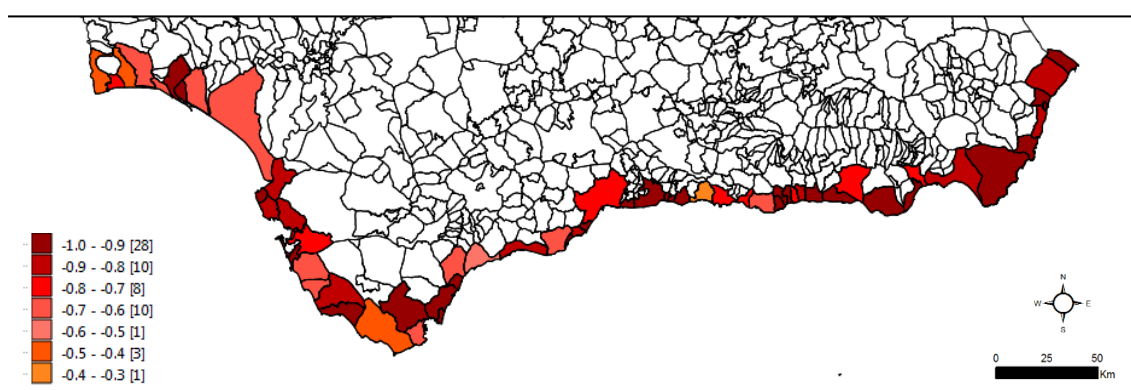 -1.0 - -0.9 [28]
-0.9 - -0.8 [10]
-0.8 - -0.7 [8]
-0.7 - -0.6 [10]
-0.6 - -0.5 [1]
-0.5 - -0.4 [3]
-0.4 - -0.3 [1]
N
W E
S
0 25 50
Km